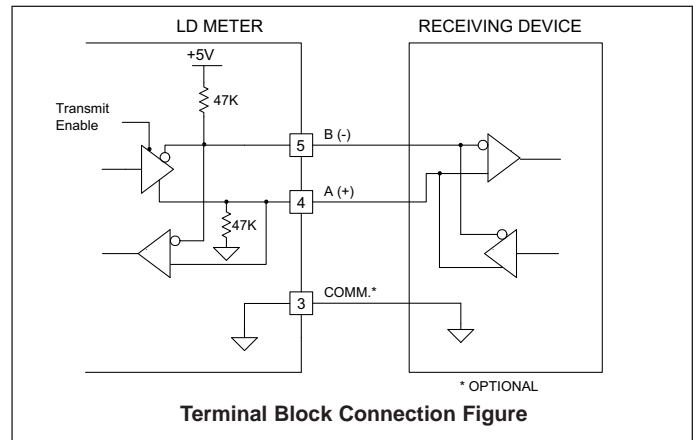 LD METER
RECEIVING DEVICE
+5V
47K
Transmit
Enable
5
B (-)
4
A (+)
47K
3
COMM.*
* OPTIONAL
Terminal Block Connection Figure